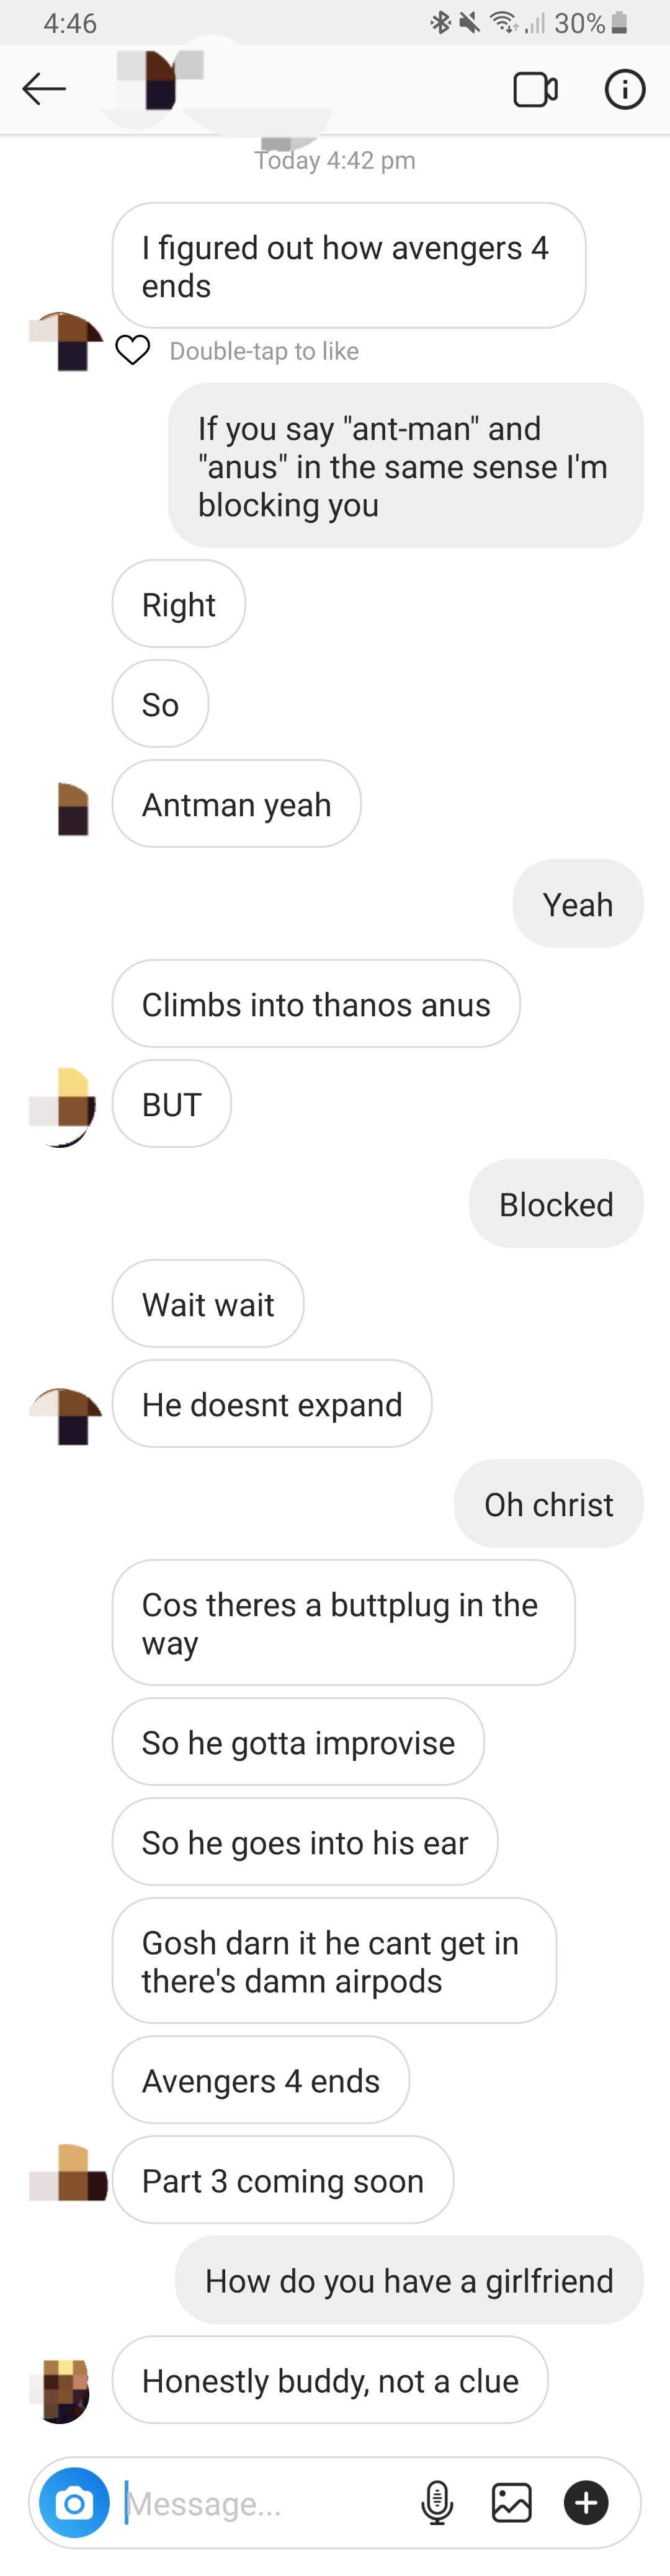 4:46
30%
Today 4:42 pm
I figured out how avengers 4
ends
Double-tap to like
If you say "ant-man" and
"anus" in the same sense I'm
blocking you
Right
So
Antman yeah
Yeah
Climbs into thanos anus
BUT
Blocked
Wait wait
He doesnt expand
Oh christ
Cos theres a buttplug in the
way
So he gotta improvise
So he goes into his ear
Gosh darn it he cant get in
there's damn airpods
Avengers 4 ends
Part 3 coming soon
How do you have a girlfriend
Honestly buddy, not a clue
Message...